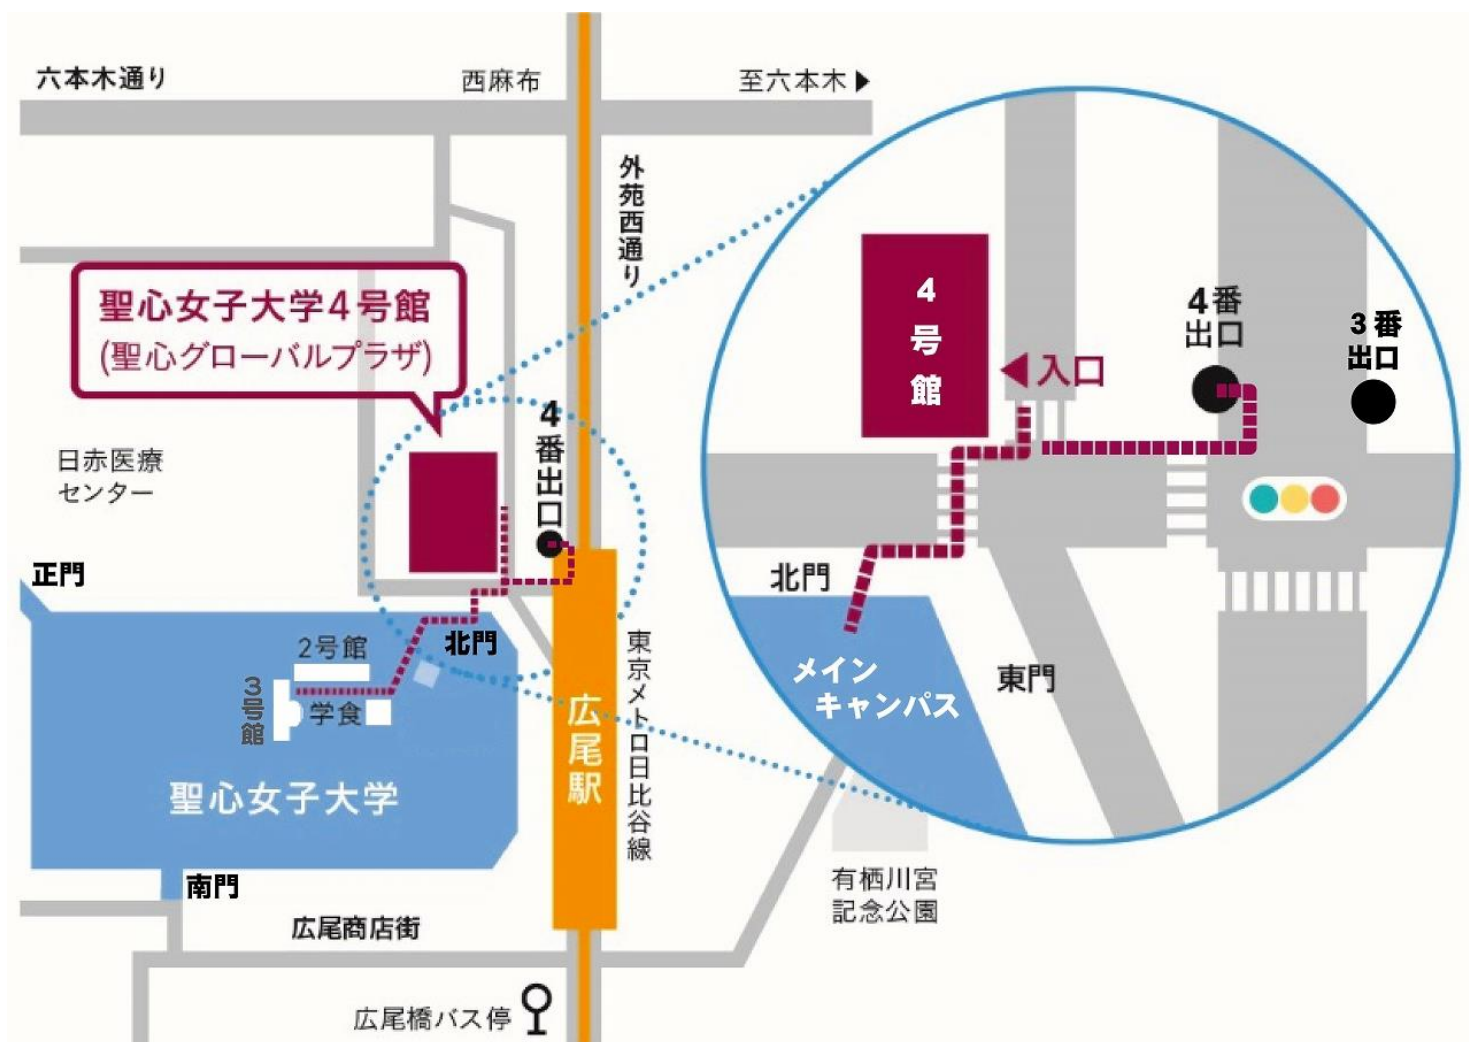 六本木通り
西麻布
至六本木▶
外苑西通り
聖心女子大学4号館
(聖心グローバルプラザ)
日赤医療
センター
4番出口
正門
北門
2号館
3号館
学食
聖心女子大学
南門
広尾駅
東京メトロ日比谷線
広尾商店街
広尾橋バス停
有栖川宮
記念公園
4号館
入口
4番
出口
3番
出口
北門
メイン
キャンパス
東門